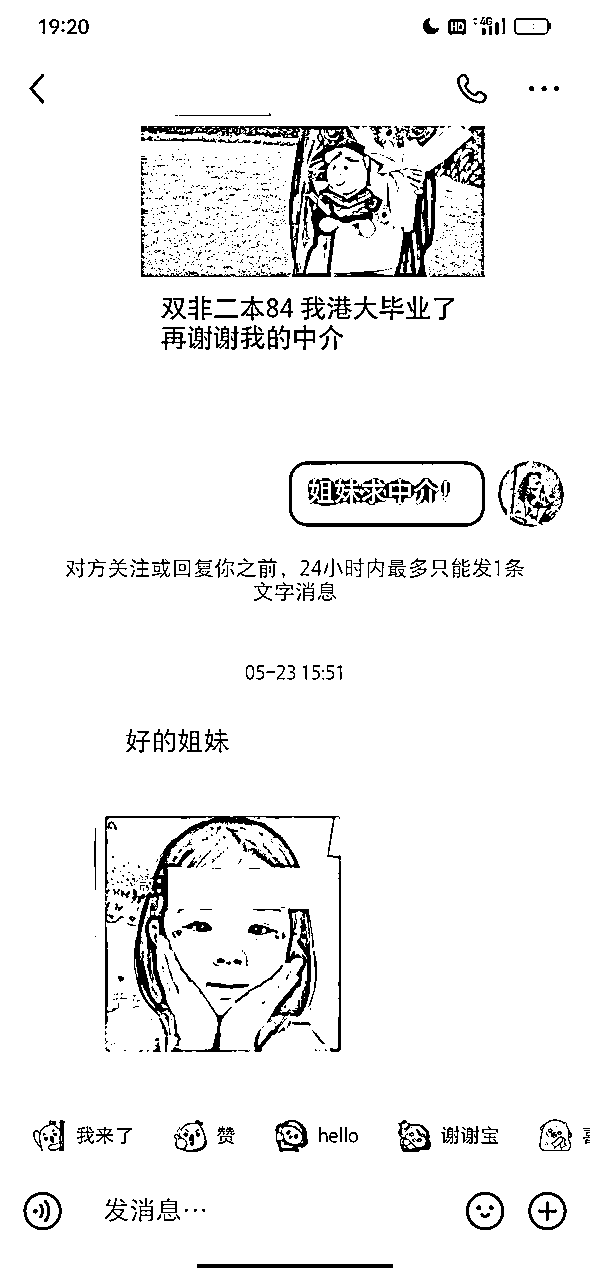 19:20
HD 4G
双非二本84 我港大毕业了
再谢谢我的中介
姐妹求中介！
对方关注或回复你之前，24小时内最多只能发1条
文字消息
05-23 15:51
好的姐妹
我来了 赞 hello 谢谢宝
发消息…